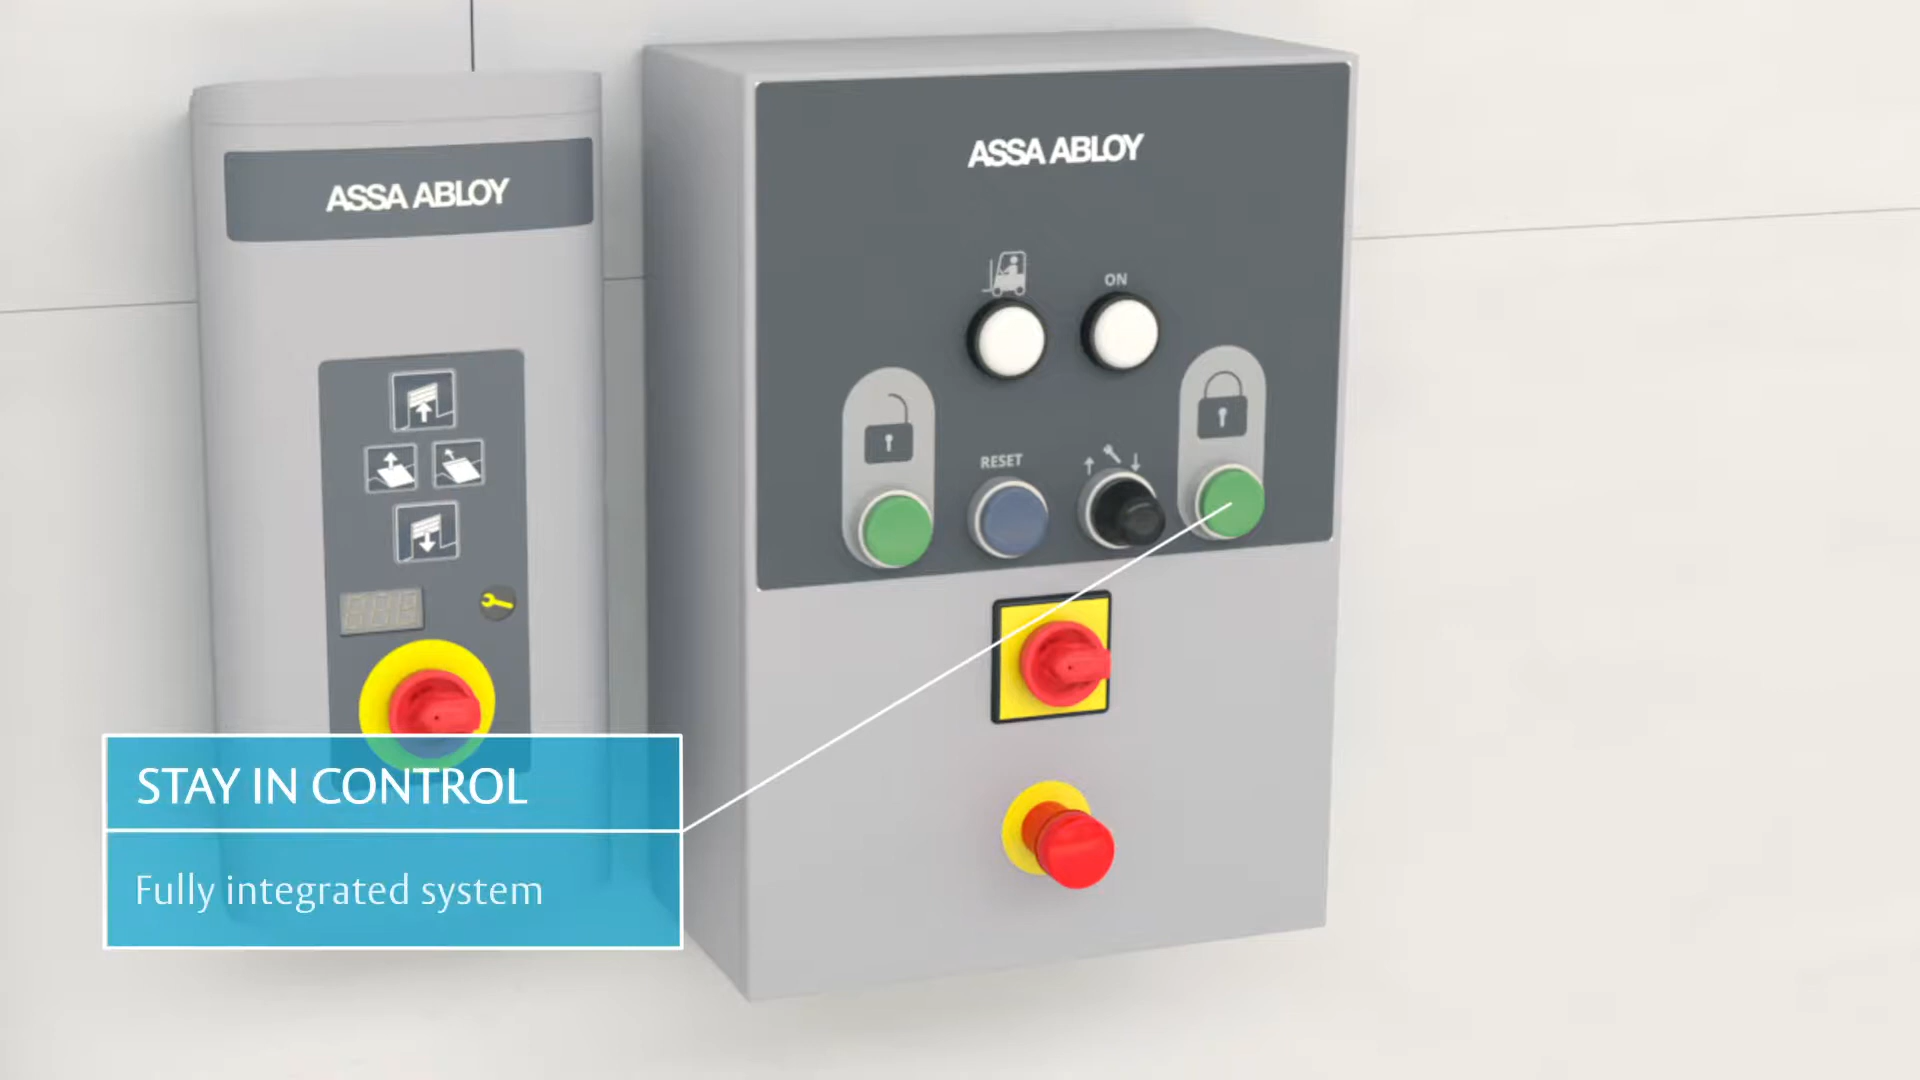 ASSA ABLOY
ASSA ABLOY
ON
RESET
STAY IN CONTROL
Fully integrated system